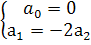 a₀ = 0
a₁ = −2a₂